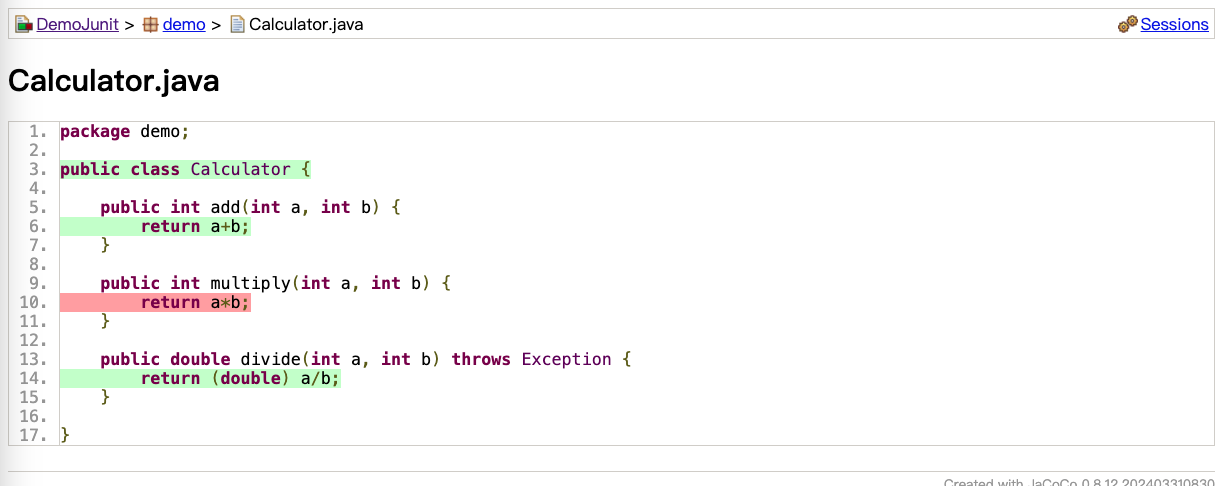 DemoJunit > demo > Calculator.java Sessions
Calculator.java
1. package demo;
2.
3. public class Calculator {
4.
5.     public int add(int a, int b) {
6.         return a+b;
7.     }
8.
9.     public int multiply(int a, int b) {
10.         return a*b;
11.     }
12.
13.     public double divide(int a, int b) throws Exception {
14.         return (double) a/b;
15.     }
16.
17. }
Created with JaCoCo 0.8.12.202403310830